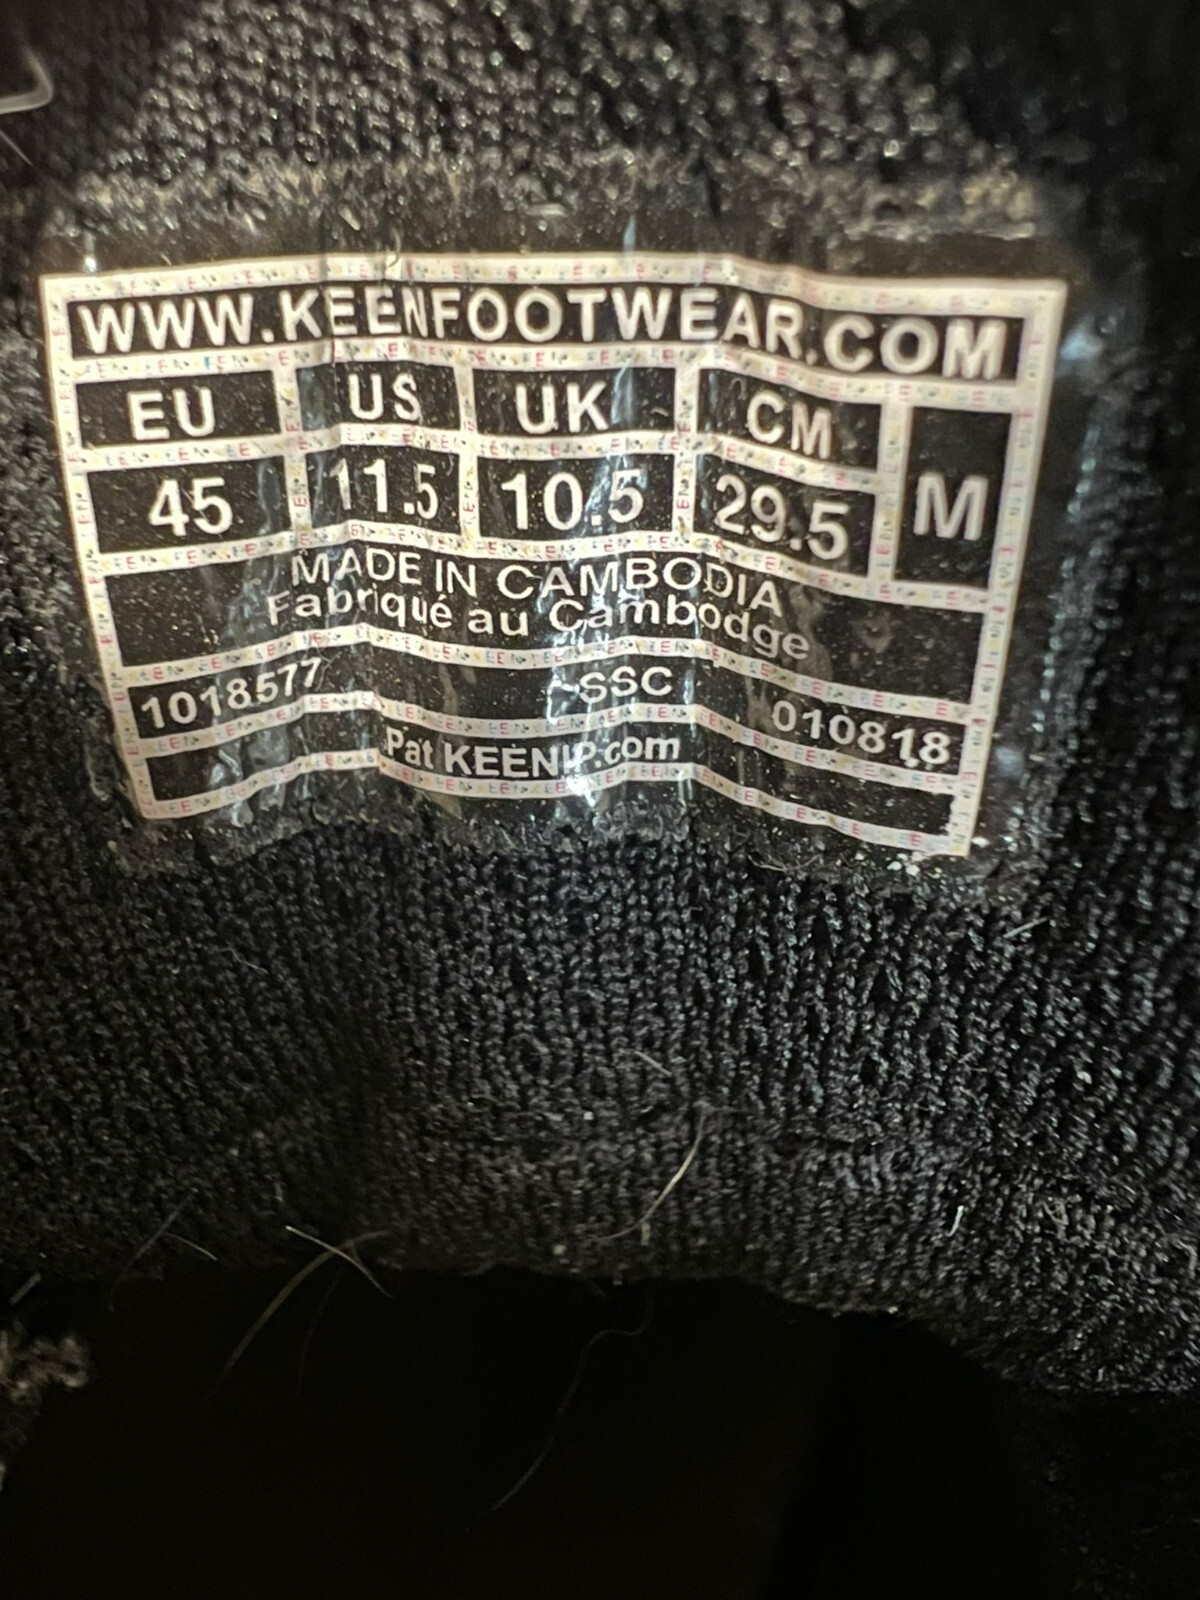 WWW.KEENFOOTWEAR.COM
EU US UK CM M
45 11.5 10.5 29.5
MADE IN CAMBODIA
Fabriqué au Cambodge
1018577 SSC 010818
Pat KEENIP.com